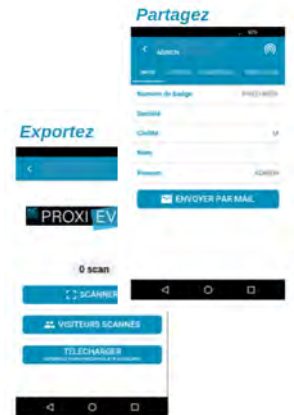 Partagez
ADMIN
Numéro de badge
Société
Civilité
M
Nom
Prénom
ADMIN
ENVOYER PAR MAIL
Exportez
PROXI EV
0 scan
SCANNER
VISITEURS SCANNÉS
TÉLÉCHARGER